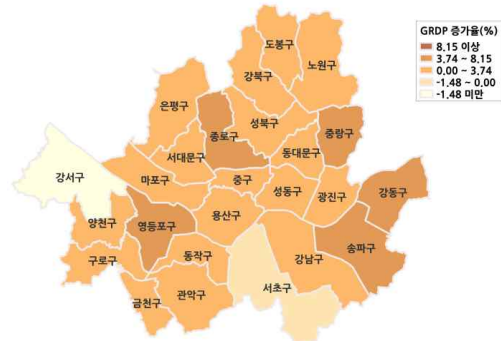 GRDP 증가율(%)
8.15 이상
3.74 ~ 8.15
0.00 ~ 3.74
-1.48 ~ 0.00
-1.48 미만
도봉구
노원구
강북구
은평구
성북구
종로구
중랑구
서대문구
동대문구
강서구
마포구
중구
성동구
광진구
강동구
양천구
영등포구
용산구
송파구
구로구
동작구
강남구
서초구
금천구
관악구